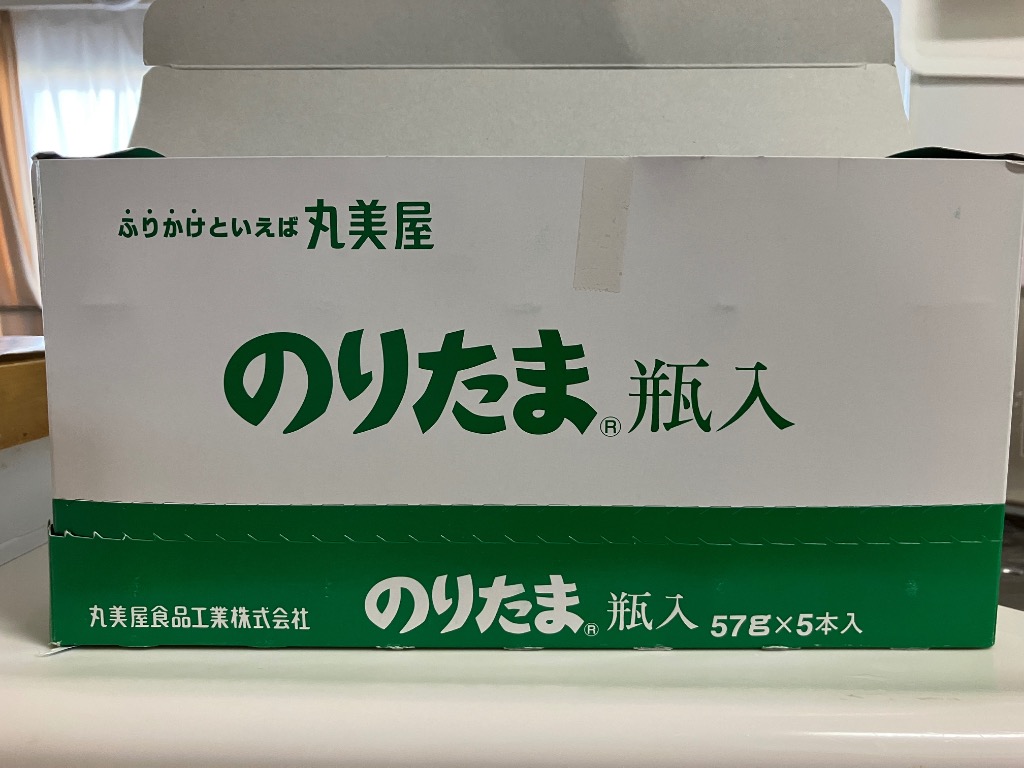 ふりかけといえば丸美屋
のりたま®瓶入
丸美屋食品工業株式会社 のりたま®瓶入 57g×5本入